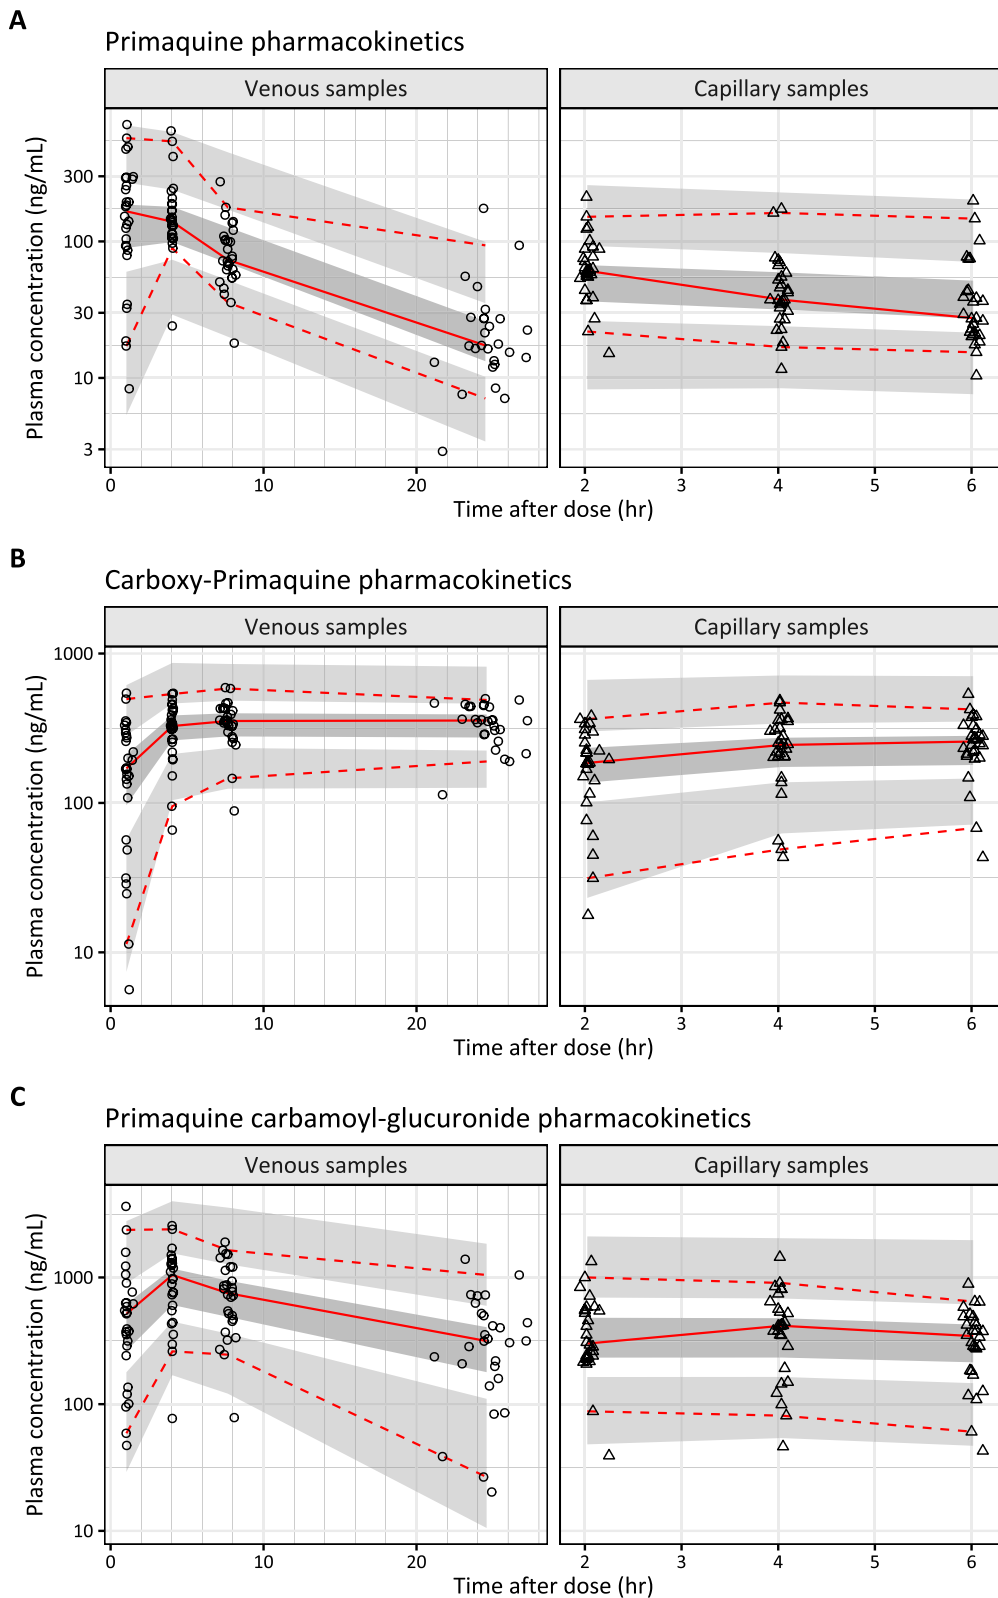 A
Primaquine pharmacokinetics
Venous samples
Capillary samples
Plasma concentration (ng/mL)
300
100
30
10
3
0 10 20
2 3 4 5 6
Time after dose (hr)
B
Carboxy-Primaquine pharmacokinetics
Venous samples
Capillary samples
Plasma concentration (ng/mL)
1000
100
10
0 10 20
2 3 4 5 6
Time after dose (hr)
C
Primaquine carbamoyl-glucuronide pharmacokinetics
Venous samples
Capillary samples
Plasma concentration (ng/mL)
1000
100
10
0 10 20
2 3 4 5 6
Time after dose (hr)